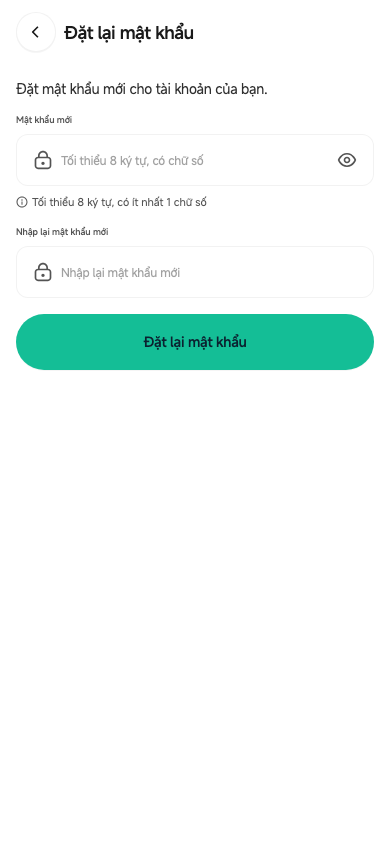 Đặt lại mật khẩu
Đặt mật khẩu mới cho tài khoản của bạn.
Mật khẩu mới
Tối thiểu 8 ký tự, có chữ số
Tối thiểu 8 ký tự, có ít nhất 1 chữ số
Nhập lại mật khẩu mới
Nhập lại mật khẩu mới
Đặt lại mật khẩu